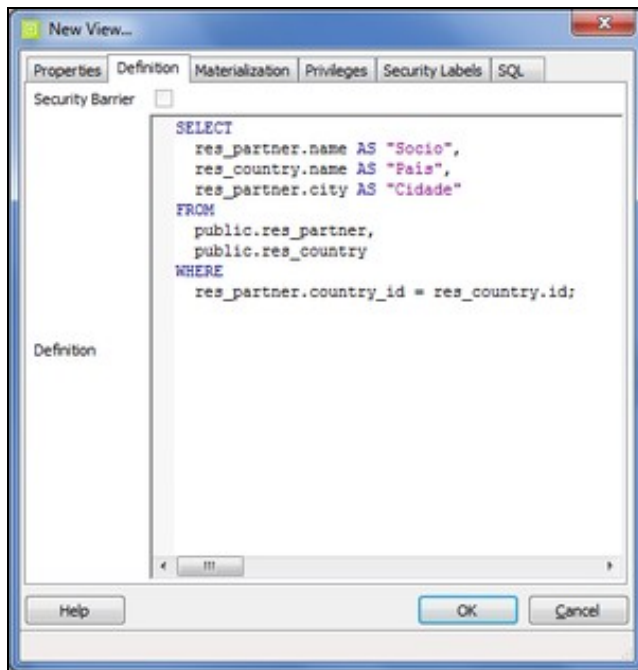 New View...
Properties Definition Materialization Privileges Security Labels SQL
Security Barrier
SELECT
res_partner.name AS "Socio",
res_country.name AS "País",
res_partner.city AS "Cidade"
FROM
public.res_partner,
public.res_country
WHERE
res_partner.country_id = res_country.id;
Definition
Help OK Cancel